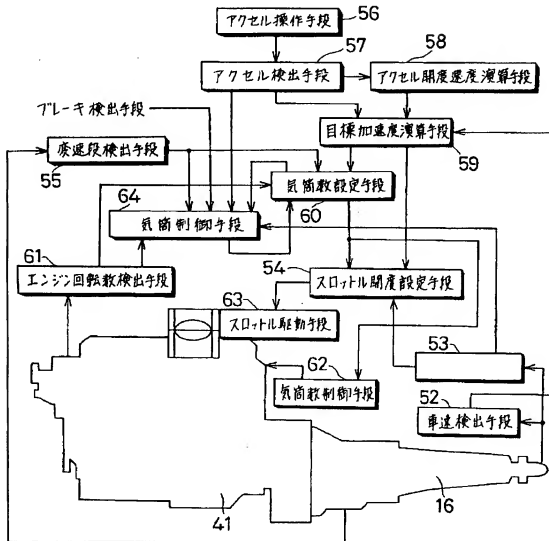 アクセル操作手段
56
57
58
アクセル検出手段
アクセル開度速度演算手段
ブレーキ検出手段
目標加速度演算手段
59
変速段検出手段
55
64
気筒数設定手段
60
気筒制御手段
61
エンジン回転数検出手段
54
スロットル開度設定手段
63
スロットル駆動手段
62
53
気筒数制御手段
52
車速検出手段
41
16